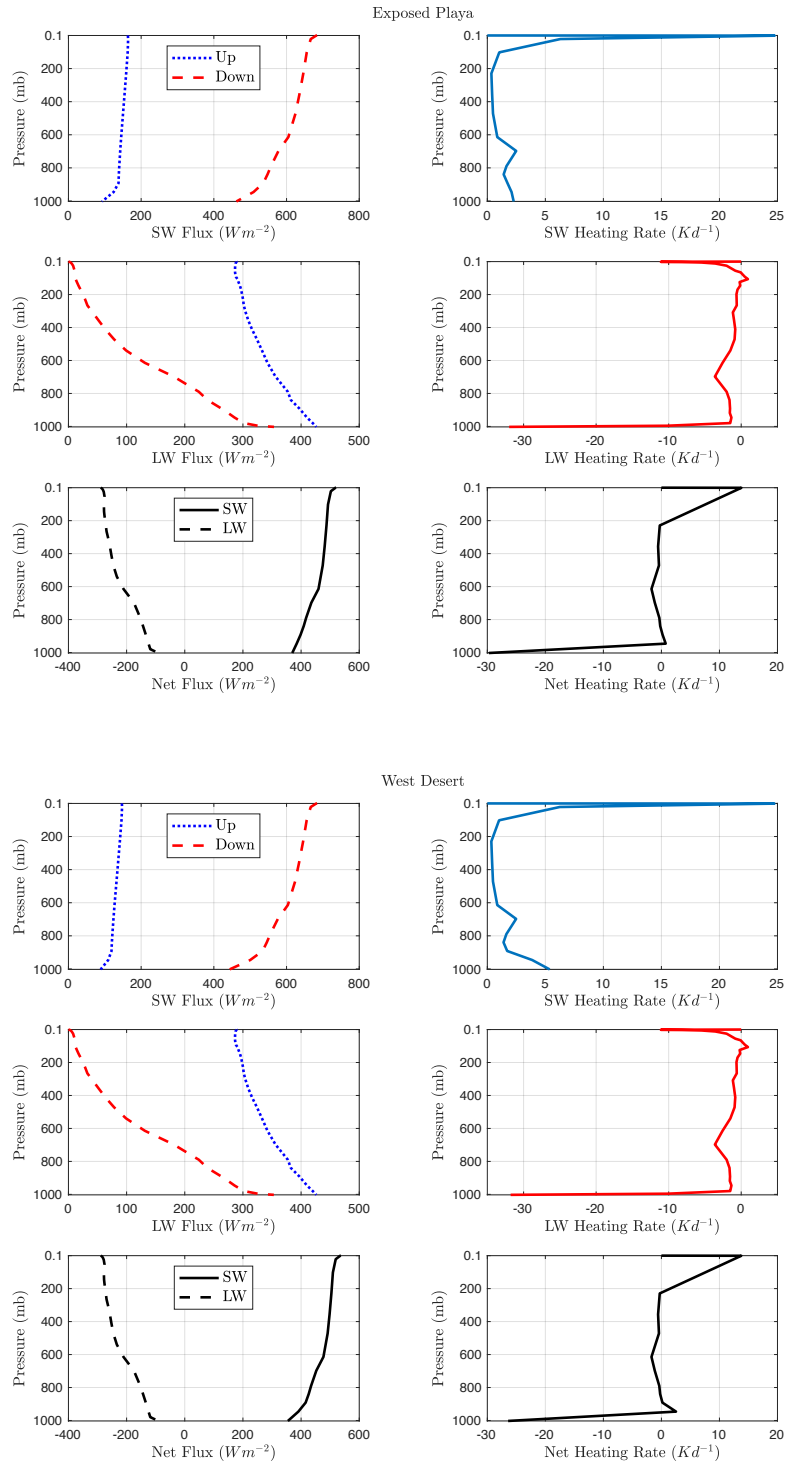 Exposed Playa
0.1
200
400
600
800
1000
Pressure (mb)
Up
Down
0 200 400 600 800
SW Flux (Wm⁻²)
0.1
200
400
600
800
1000
Pressure (mb)
0 5 10 15 20 25
SW Heating Rate (Kd⁻¹)
0.1
200
400
600
800
1000
Pressure (mb)
0 100 200 300 400 500
LW Flux (Wm⁻²)
0.1
200
400
600
800
1000
Pressure (mb)
-30 -20 -10 0
LW Heating Rate (Kd⁻¹)
0.1
200
400
600
800
1000
Pressure (mb)
SW
LW
-400 -200 0 200 400 600
Net Flux (Wm⁻²)
0.1
200
400
600
800
1000
Pressure (mb)
-30 -20 -10 0 10 20
Net Heating Rate (Kd⁻¹)
West Desert
0.1
200
400
600
800
1000
Pressure (mb)
Up
Down
0 200 400 600 800
SW Flux (Wm⁻²)
0.1
200
400
600
800
1000
Pressure (mb)
0 5 10 15 20 25
SW Heating Rate (Kd⁻¹)
0.1
200
400
600
800
1000
Pressure (mb)
0 100 200 300 400 500
LW Flux (Wm⁻²)
0.1
200
400
600
800
1000
Pressure (mb)
-30 -20 -10 0
LW Heating Rate (Kd⁻¹)
0.1
200
400
600
800
1000
Pressure (mb)
SW
LW
-400 -200 0 200 400 600
Net Flux (Wm⁻²)
0.1
200
400
600
800
1000
Pressure (mb)
-30 -20 -10 0 10 20
Net Heating Rate (Kd⁻¹)